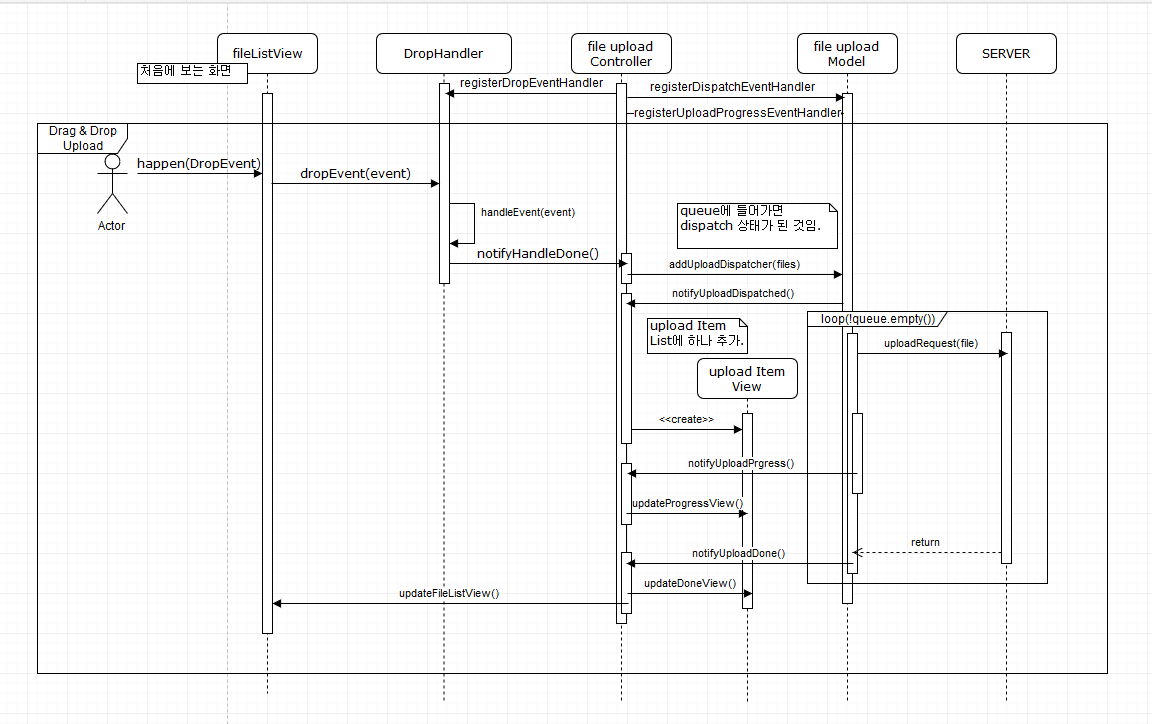 fileListView
DropHandler
file upload
Controller
file upload
Model
SERVER
처음에 보는 화면
registerDropEventHandler
registerDispatchEventHandler
registerUploadProgressEventHandler
Drag & Drop
Upload
happen(DropEvent)
Actor
dropEvent(event)
handleEvent(event)
queue에 들어가면
dispatch 상태가 된 것임.
notifyHandleDone()
addUploadDispatcher(files)
notifyUploadDispatched()
loop(!queue.empty())
upload Item
List에 하나 추가.
uploadRequest(file)
upload Item
View
<<create>>
notifyUploadPrgress()
updateProgressView()
return
notifyUploadDone()
updateDoneView()
updateFileListView()